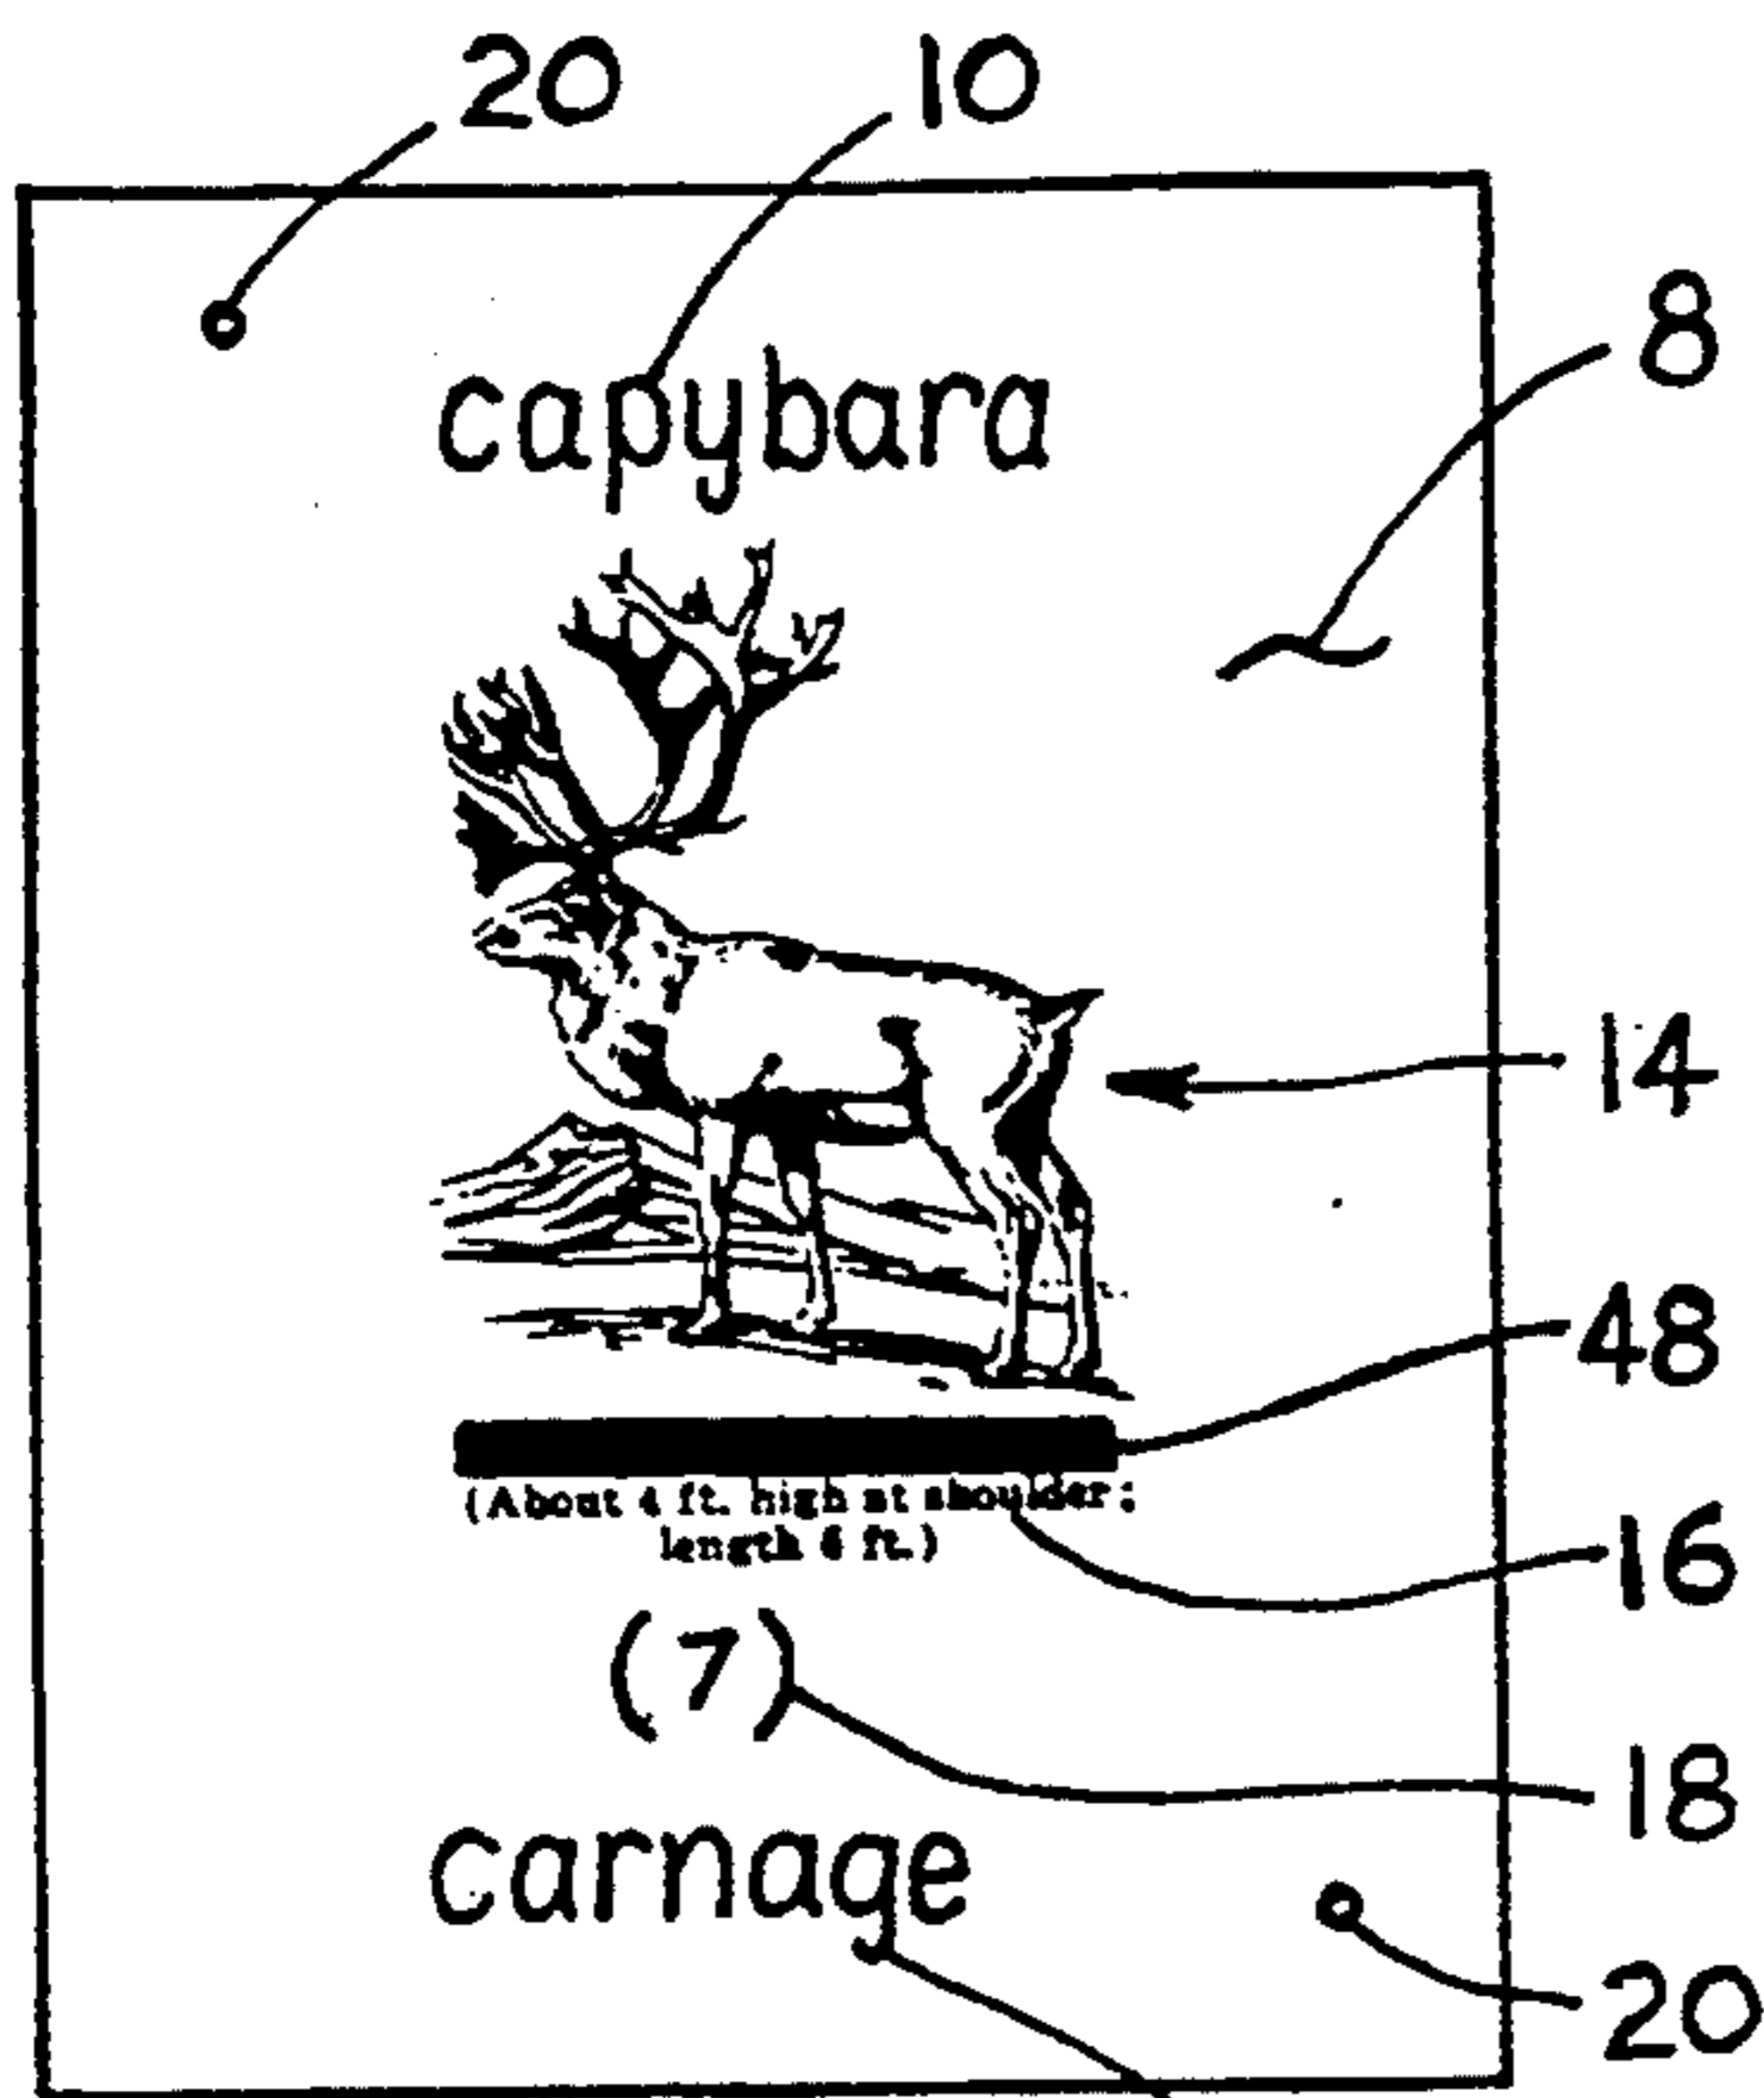 20 10
8
capybara
14
48
(About 4 ft. high at shoulder;
length 6 ft.)
16
(7)
18
carnage
20